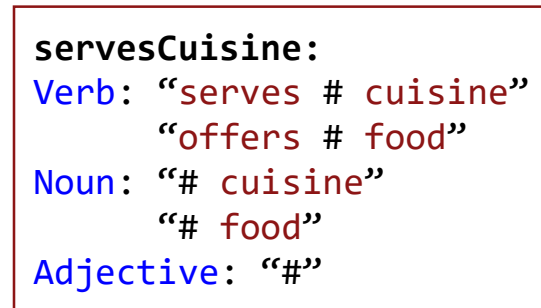 servesCuisine:
Verb: “serves # cuisine”
“offers # food”
Noun: “# cuisine”
“# food”
Adjective: “#”